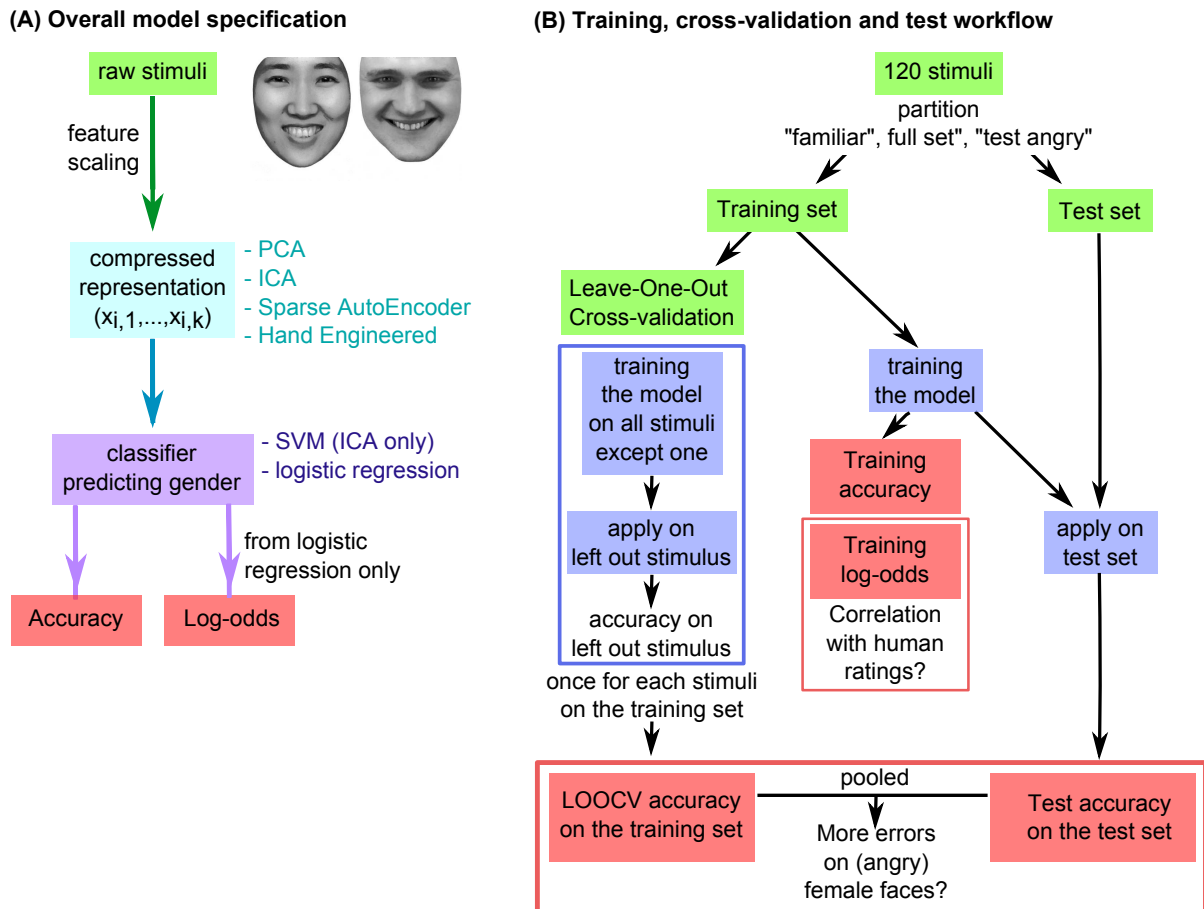 (A) Overall model specification
raw stimuli
feature
scaling
compressed
representation
(x_i,1,...,x_i,k)
- PCA
- ICA
- Sparse AutoEncoder
- Hand Engineered
classifier
predicting gender
- SVM (ICA only)
- logistic regression
from logistic
regression only
Accuracy
Log-odds
(B) Training, cross-validation and test workflow
120 stimuli
partition
"familiar", full set", "test angry"
Training set
Test set
Leave-One-Out
Cross-validation
training
the model
on all stimuli
except one
apply on
left out stimulus
accuracy on
left out stimulus
once for each stimuli
on the training set
training
the model
Training
accuracy
Training
log-odds
Correlation
with human
ratings?
apply on
test set
LOOCV accuracy
on the training set
pooled
More errors
on (angry)
female faces?
Test accuracy
on the test set